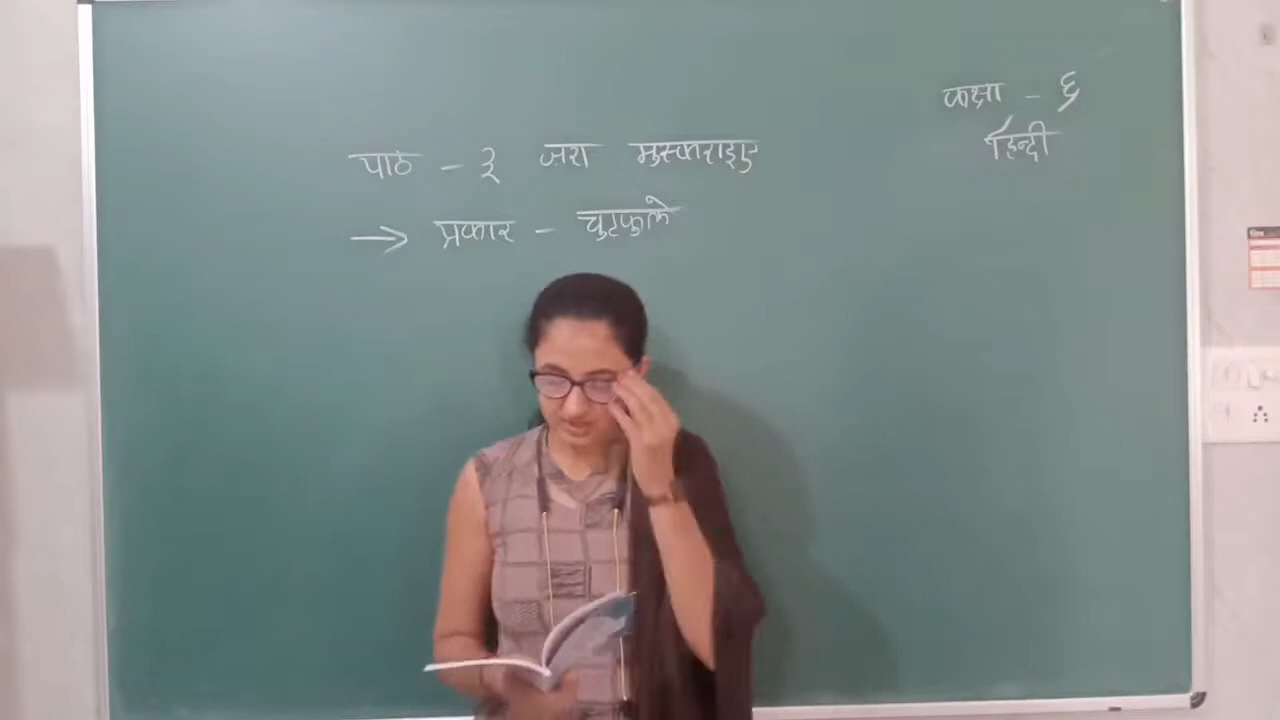 कक्षा - ६
हिन्दी
पाठ - ३ जरा मुस्कराइए
→ प्रकार - चुटकुले